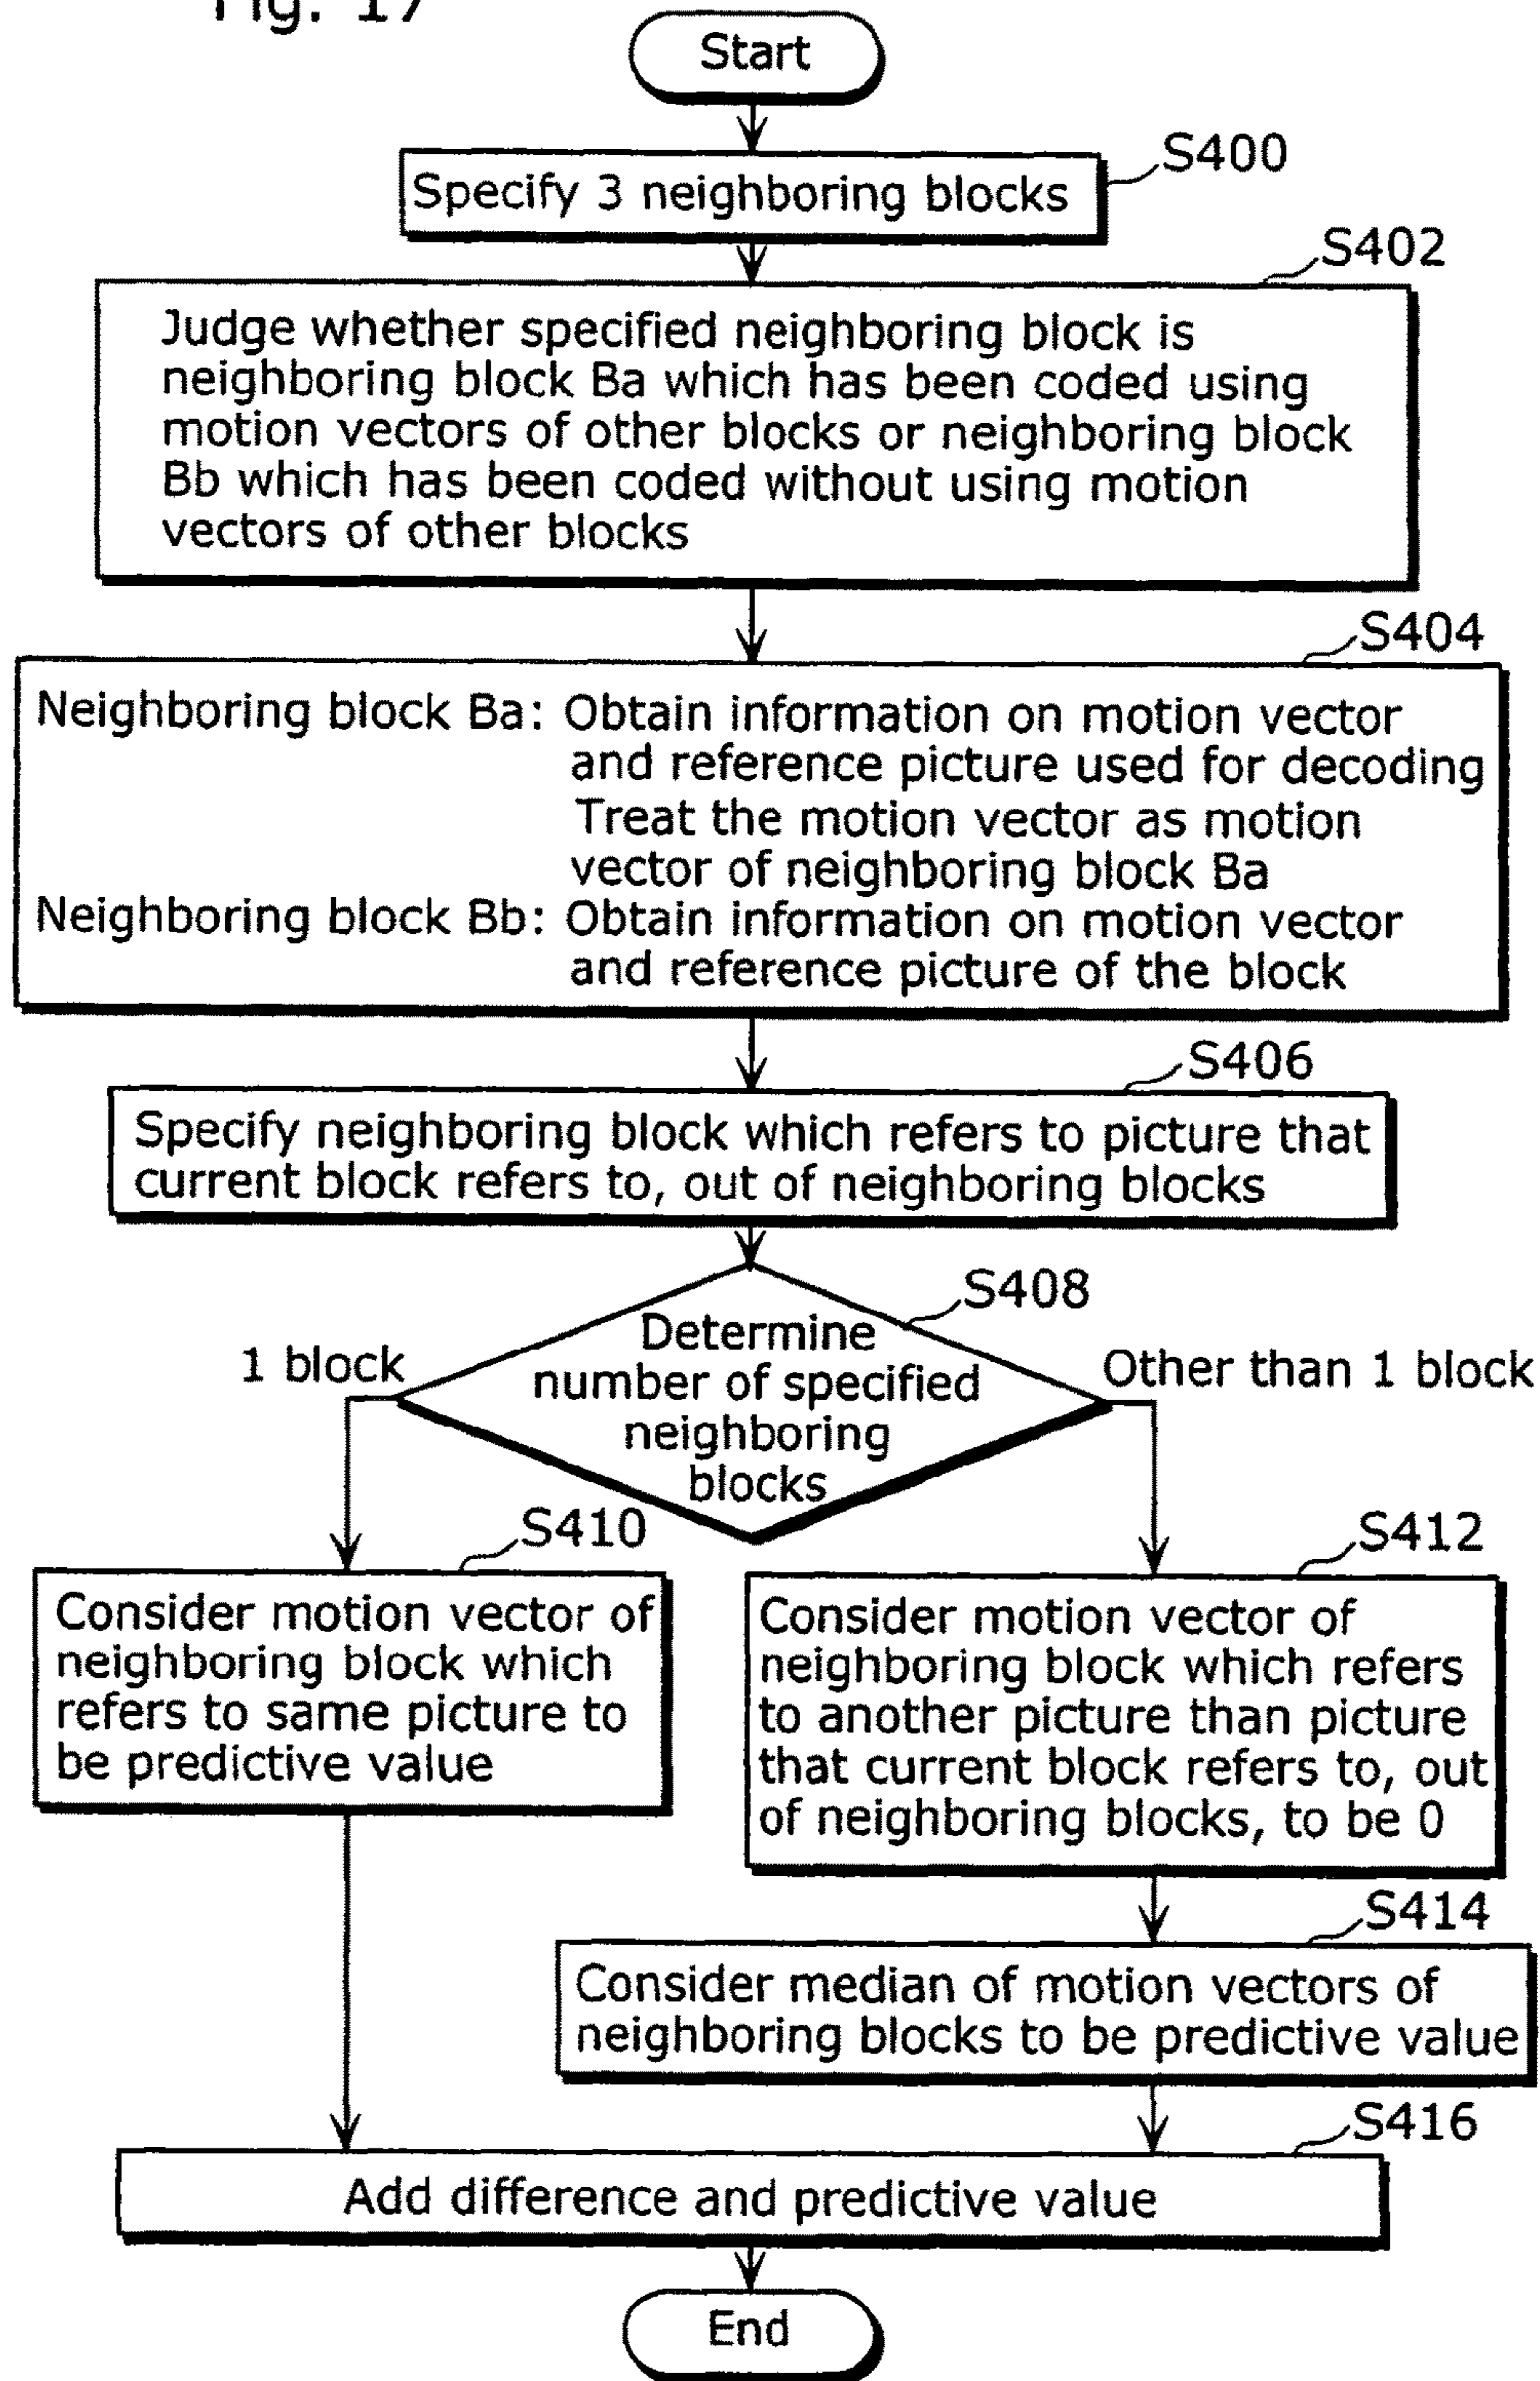 Fig. 17
Start
S400
Specify 3 neighboring blocks
S402
Judge whether specified neighboring block is
neighboring block Ba which has been coded using
motion vectors of other blocks or neighboring block
Bb which has been coded without using motion
vectors of other blocks
S404
Neighboring block Ba: Obtain information on motion vector
and reference picture used for decoding
Treat the motion vector as motion
vector of neighboring block Ba
Neighboring block Bb: Obtain information on motion vector
and reference picture of the block
S406
Specify neighboring block which refers to picture that
current block refers to, out of neighboring blocks
S408
Determine
number of specified
neighboring
blocks
1 block
Other than 1 block
S410
Consider motion vector of
neighboring block which
refers to same picture to
be predictive value
S412
Consider motion vector of
neighboring block which refers
to another picture than picture
that current block refers to, out
of neighboring blocks, to be 0
S414
Consider median of motion vectors of
neighboring blocks to be predictive value
S416
Add difference and predictive value
End